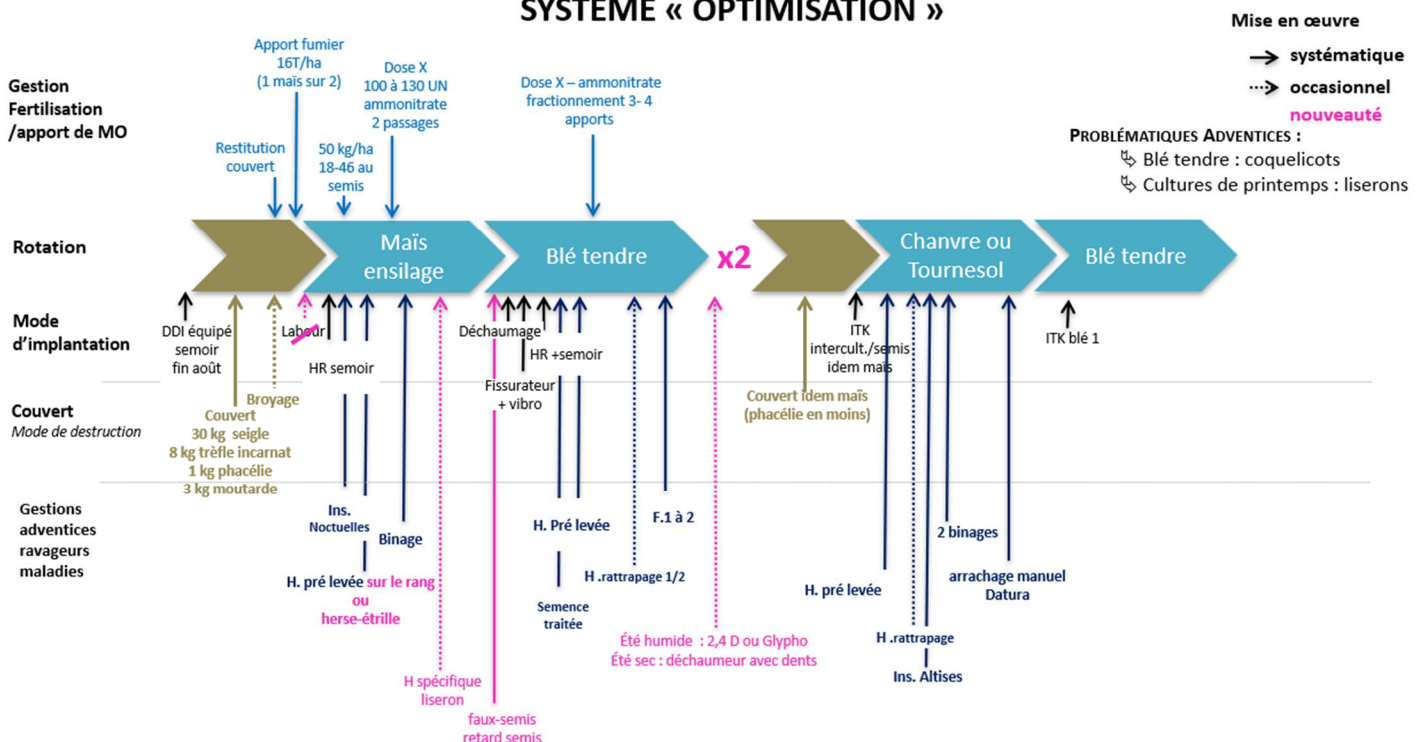 SYSTÈME « OPTIMISATION »
Mise en œuvre
systématique
occasionnel
nouveauté
PROBLÉMATIQUES ADVENTICES :
Blé tendre : coquelicots
Cultures de printemps : liserons
Gestion
Fertilisation
/apport de MO
Apport fumier
16T/ha
(1 maïs sur 2)
Restitution
couvert
50 kg/ha
18-46 au
semis
Dose X
100 à 130 UN
ammonitrate
2 passages
Dose X – ammonitrate
fractionnement 3- 4
apports
Rotation
Maïs
ensilage
Blé tendre
x2
Chanvre ou
Tournesol
Blé tendre
Mode
d’implantation
DDI équipé
semoir
fin août
Labour
HR semoir
Déchaumage
HR +semoir
Fissurateur
+ vibro
ITK
intercult./semis
idem maïs
ITK blé 1
Couvert
Mode de destruction
Broyage
Couvert
30 kg seigle
8 kg trèfle incarnat
1 kg phacélie
3 kg moutarde
Couvert idem maïs
(phacélie en moins)
Gestions
adventices
ravageurs
maladies
Ins.
Noctuelles
Binage
H. pré levée sur le rang
ou
herse-étrille
H spécifique
liseron
faux-semis
retard semis
H. Pré levée
Semence
traitée
H .rattrapage 1/2
F.1 à 2
Été humide : 2,4 D ou Glypho
Été sec : déchaumeur avec dents
H. pré levée
H .rattrapage
Ins. Altises
2 binages
arrachage manuel
Datura